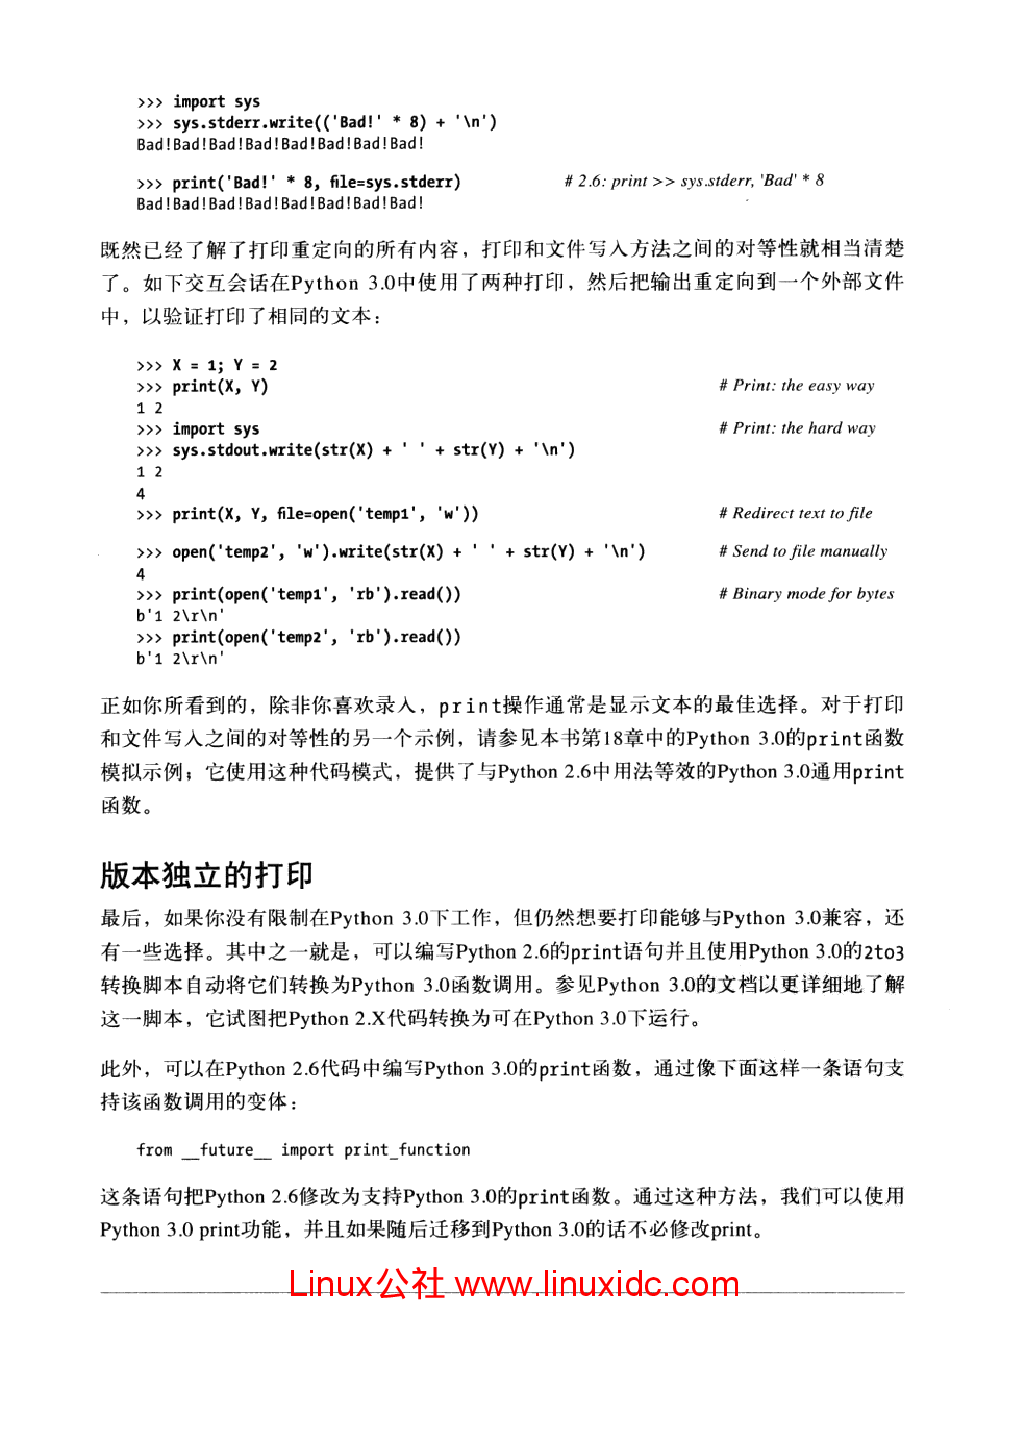 >>> import sys
>>> sys.stderr.write(('Bad!' * 8) + '\n')
Bad!Bad!Bad!Bad!Bad!Bad!Bad!Bad!
>>> print('Bad!' * 8, file=sys.stderr) # 2.6: print >> sys.stderr, 'Bad' * 8
Bad!Bad!Bad!Bad!Bad!Bad!Bad!Bad!
既然已经了解了打印重定向的所有内容，打印和文件写入方法之间的对等性就相当清楚
了。如下交互会话在Python 3.0中使用了两种打印，然后把输出重定向到一个外部文件
中，以验证打印了相同的文本：
>>> X = 1; Y = 2
>>> print(X, Y) # Print: the easy way
1 2
>>> import sys # Print: the hard way
>>> sys.stdout.write(str(X) + ' ' + str(Y) + '\n')
1 2
4
>>> print(X, Y, file=open('temp1', 'w')) # Redirect text to file
>>> open('temp2', 'w').write(str(X) + ' ' + str(Y) + '\n') # Send to file manually
4
>>> print(open('temp1', 'rb').read()) # Binary mode for bytes
b'1 2\r\n'
>>> print(open('temp2', 'rb').read())
b'1 2\r\n'
正如你所看到的，除非你喜欢录入，print操作通常是显示文本的最佳选择。对于打印
和文件写入之间的对等性的另一个示例，请参见本书第18章中的Python 3.0的print函数
模拟示例；它使用这种代码模式，提供了与Python 2.6中用法等效的Python 3.0通用print
函数。
版本独立的打印
最后，如果你没有限制在Python 3.0下工作，但仍然想要打印能够与Python 3.0兼容，还
有一些选择。其中之一就是，可以编写Python 2.6的print语句并且使用Python 3.0的2to3
转换脚本自动将它们转换为Python 3.0函数调用。参见Python 3.0的文档以更详细地了解
这一脚本，它试图把Python 2.X代码转换为可在Python 3.0下运行。
此外，可以在Python 2.6代码中编写Python 3.0的print函数，通过像下面这样一条语句支
持该函数调用的变体：
from __future__ import print_function
这条语句把Python 2.6修改为支持Python 3.0的print函数。通过这种方法，我们可以使用
Python 3.0 print功能，并且如果随后迁移到Python 3.0的话不必修改print。
Linux公社 www.linuxidc.com